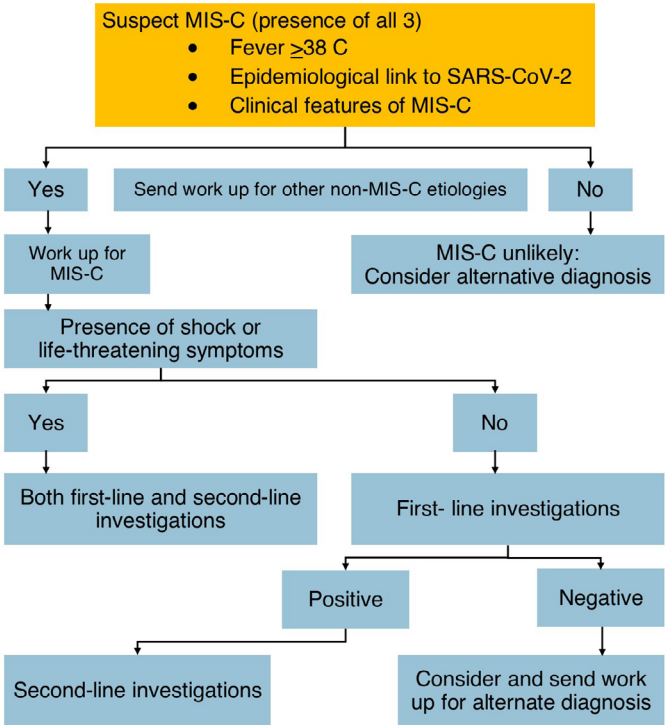 Suspect MIS-C (presence of all 3)
• Fever ≥38 C
• Epidemiological link to SARS-CoV-2
• Clinical features of MIS-C
Yes
Send work up for other non-MIS-C etiologies
No
Work up for
MIS-C
MIS-C unlikely:
Consider alternative diagnosis
Presence of shock or
life-threatening symptoms
Yes
No
Both first-line and second-line
investigations
First- line investigations
Positive
Negative
Second-line investigations
Consider and send work
up for alternate diagnosis